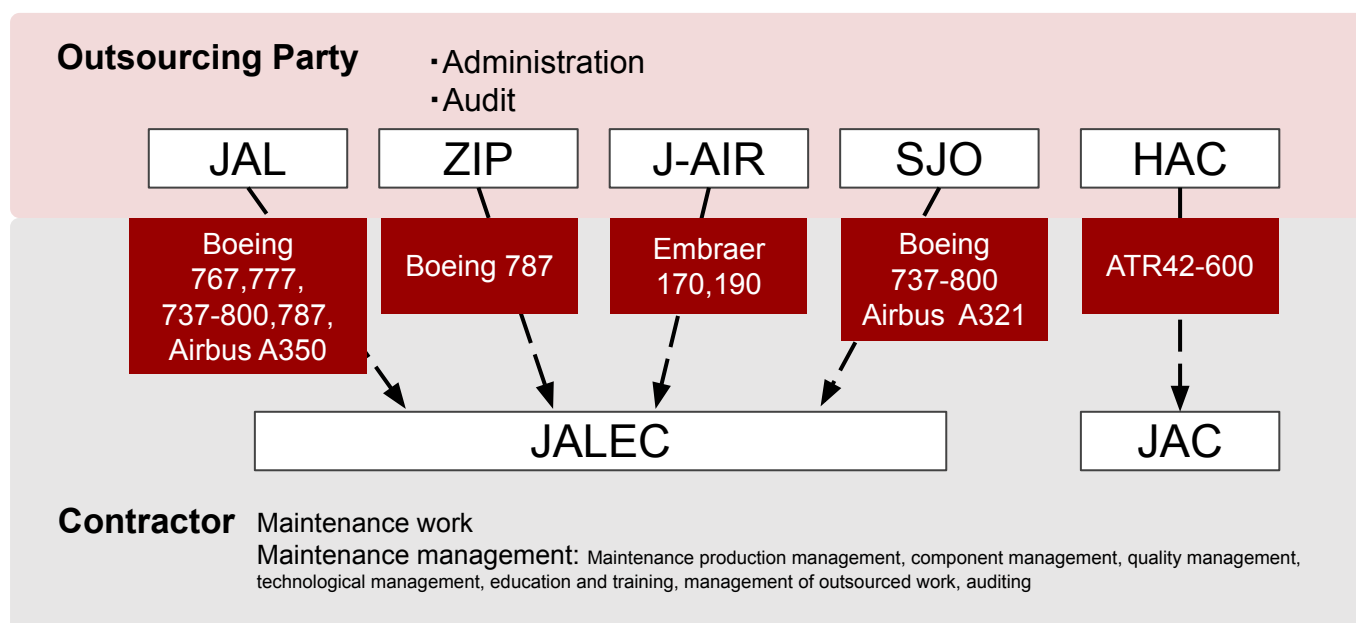 Outsourcing Party
・Administration
・Audit
JAL
ZIP
J-AIR
SJO
HAC
Boeing
767,777,
737-800,787,
Airbus A350
Boeing 787
Embraer
170,190
Boeing
737-800
Airbus A321
ATR42-600
JALEC
JAC
Contractor
Maintenance work
Maintenance management: Maintenance production management, component management, quality management,
technological management, education and training, management of outsourced work, auditing